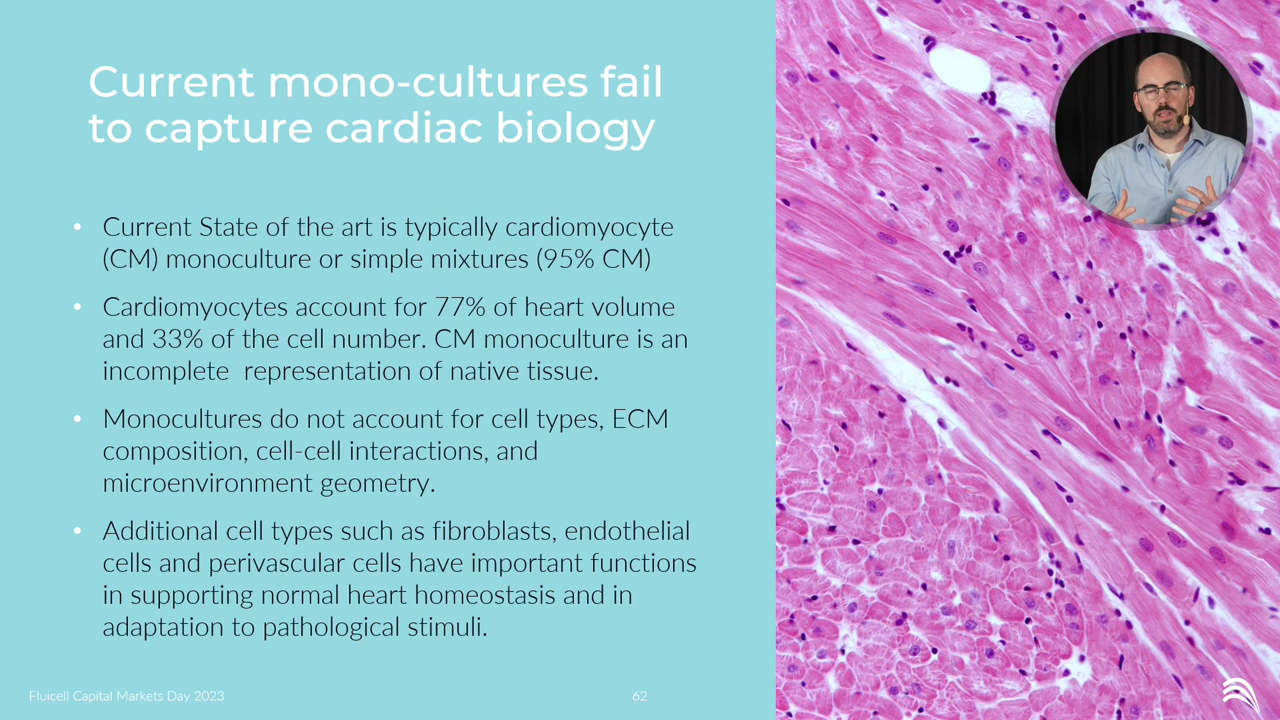 Current mono-cultures fail
to capture cardiac biology
• Current State of the art is typically cardiomyocyte
(CM) monoculture or simple mixtures (95% CM)
• Cardiomyocytes account for 77% of heart volume
and 33% of the cell number. CM monoculture is an
incomplete  representation of native tissue.
• Monocultures do not account for cell types, ECM
composition, cell-cell interactions, and
microenvironment geometry.
• Additional cell types such as fibroblasts, endothelial
cells and perivascular cells have important functions
in supporting normal heart homeostasis and in
adaptation to pathological stimuli.
Fluicell Capital Markets Day 2023
62